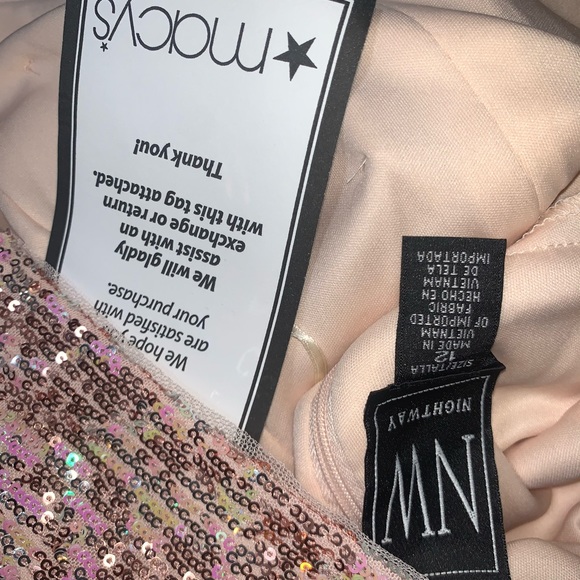 ★macy's
Thank you!
We will gladly
assist with an
exchange or return
with this tag attached.
We hope you
are satisfied with
your purchase.
NW
NIGHTWAY
SIZE/TALLA
12
MADE IN
VIETNAM
OF IMPORTED
FABRIC
HECHO EN
VIETNAM
DE TELA
IMPORTADA